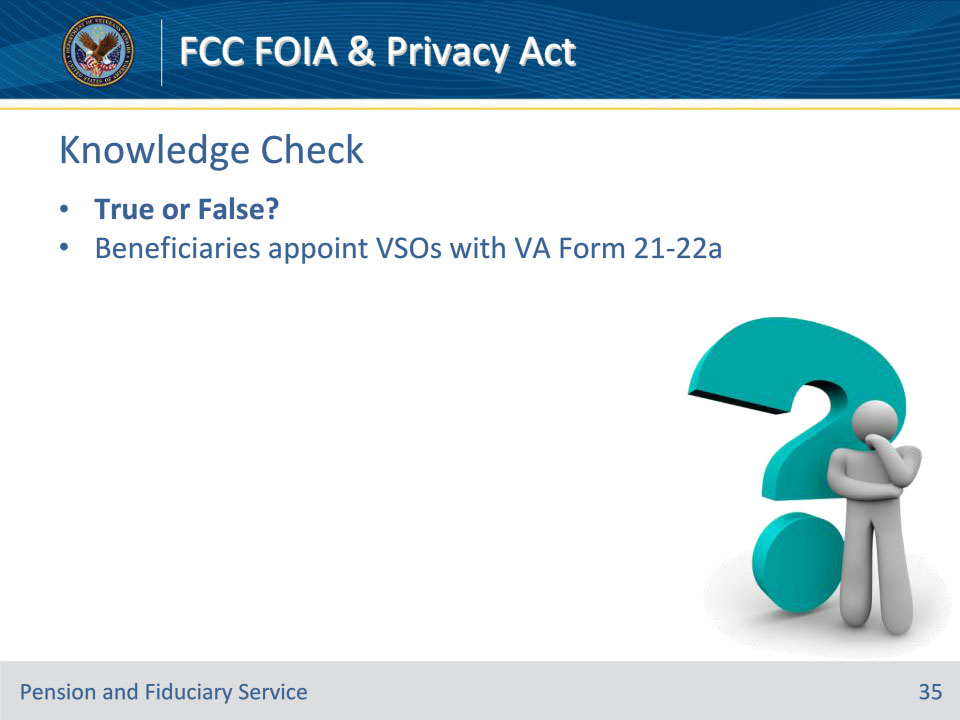 FCC FOIA & Privacy Act
Knowledge Check
• True or False?
• Beneficiaries appoint VSOs with VA Form 21-22a
Pension and Fiduciary Service
35